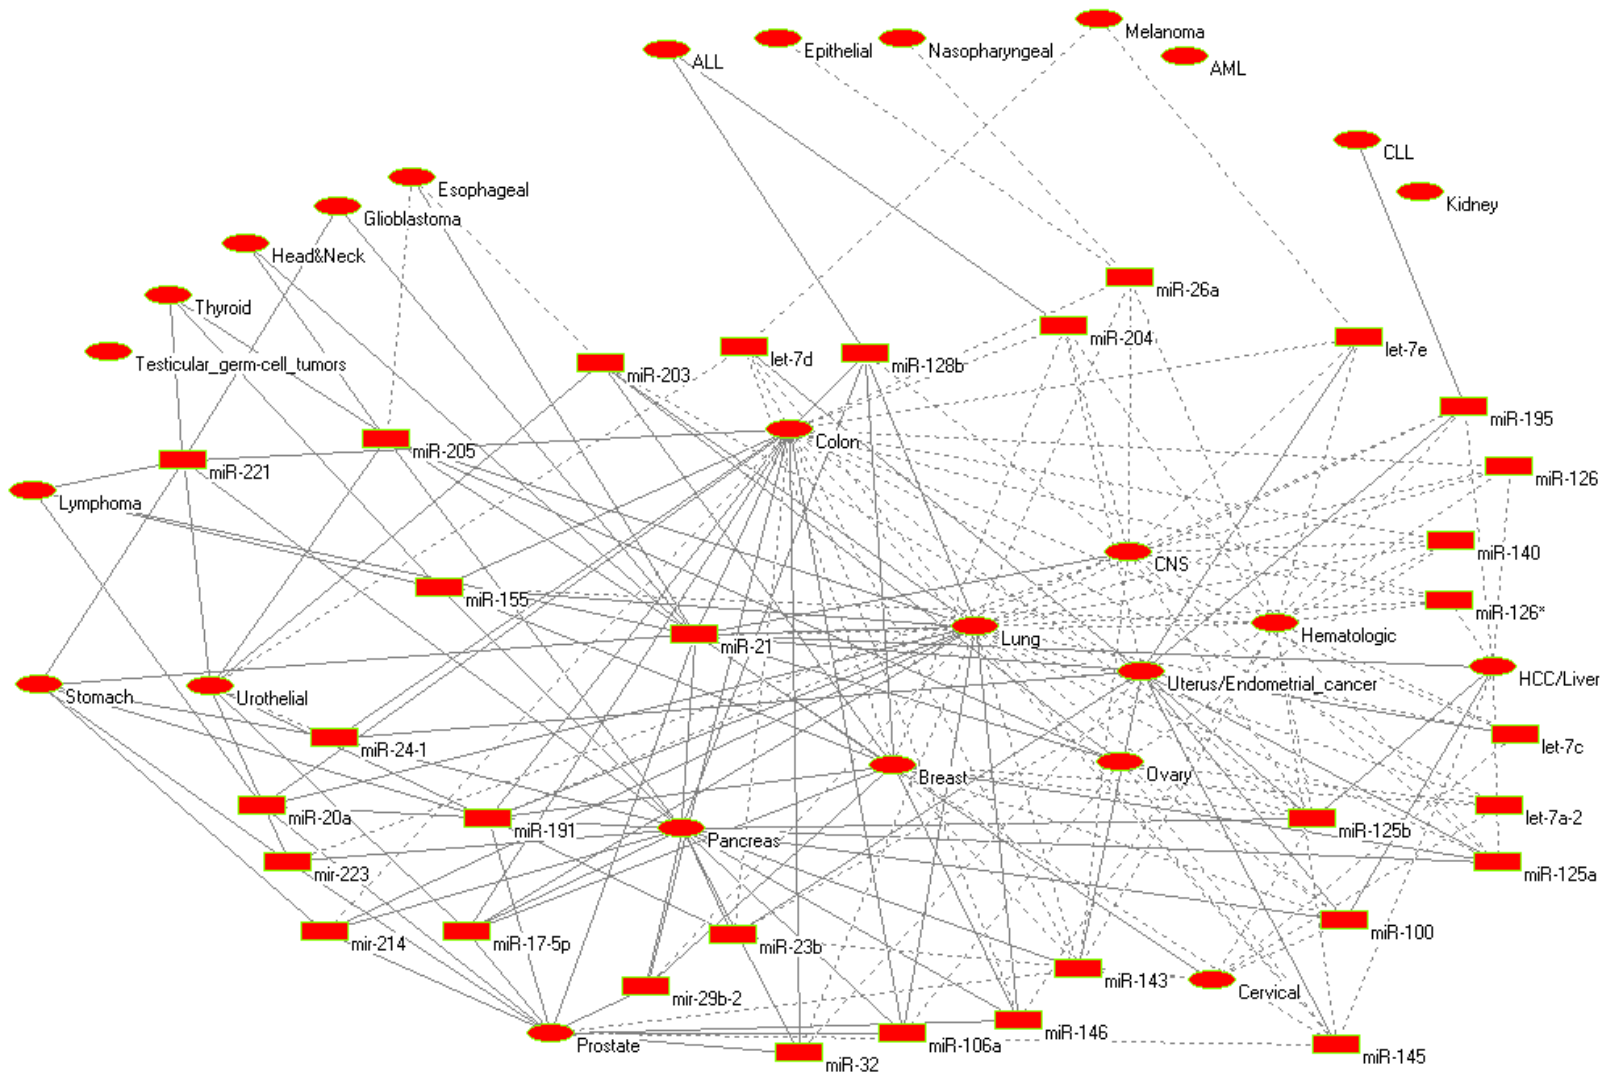 Melanoma
Epithelial
Nasopharyngeal
ALL
AML
CLL
Esophageal
Kidney
Glioblastoma
Head&Neck
miR-26a
Thyroid
miR-204
let-7e
let-7d
Testicular_germ-cell_tumors
miR-128b
miR-203
miR-195
Colon
miR-205
miR-221
miR-126
Lymphoma
miR-140
CNS
miR-155
miR-126*
Hematologic
Lung
miR-21
HCC/Liver
Uterus/Endometrial_cancer
Stomach
Urothelial
let-7c
miR-24-1
Ovary
Breast
let-7a-2
miR-20a
miR-191
miR-125b
Pancreas
mir-223
miR-125a
miR-100
mir-214
miR-17-5p
miR-23b
miR-143
Cervical
mir-29b-2
miR-146
Prostate
miR-106a
miR-145
miR-32